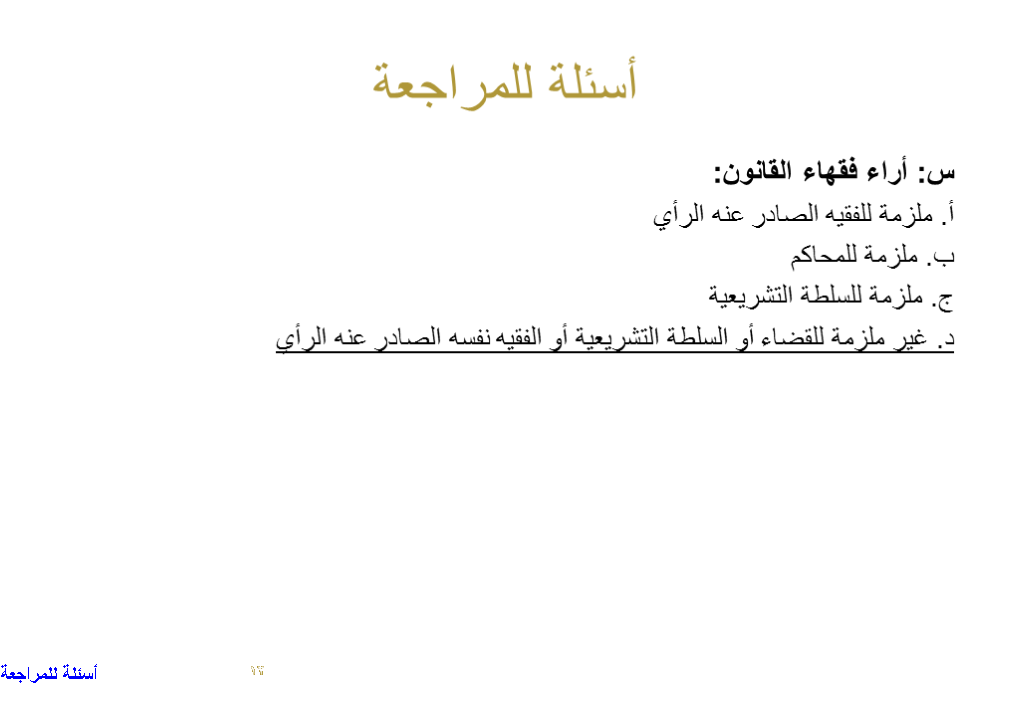 أسئلة للمراجعة
س: أراء فقهاء القانون:
أ. ملزمة للفقيه الصادر عنه الرأي
ب. ملزمة للمحاكم
ج. ملزمة للسلطة التشريعية
د. غير ملزمة للقضاء أو السلطة التشريعية أو الفقيه نفسه الصادر عنه الرأي
أسئلة للمراجعة